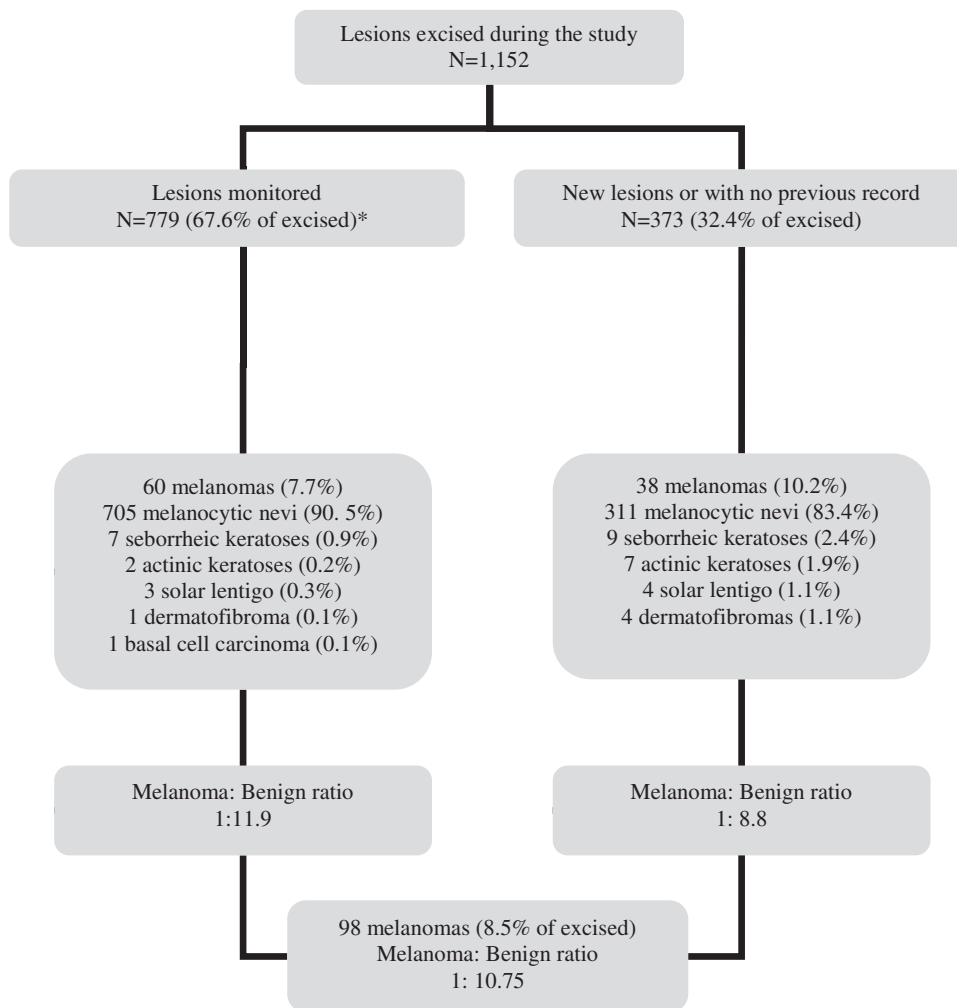 Lesions excised during the study
N=1,152
Lesions monitored
N=779 (67.6% of excised)*
New lesions or with no previous record
N=373 (32.4% of excised)
60 melanomas (7.7%)
705 melanocytic nevi (90. 5%)
7 seborrheic keratoses (0.9%)
2 actinic keratoses (0.2%)
3 solar lentigo (0.3%)
1 dermatofibroma (0.1%)
1 basal cell carcinoma (0.1%)
38 melanomas (10.2%)
311 melanocytic nevi (83.4%)
9 seborrheic keratoses (2.4%)
7 actinic keratoses (1.9%)
4 solar lentigo (1.1%)
4 dermatofibromas (1.1%)
Melanoma: Benign ratio
1:11.9
Melanoma: Benign ratio
1: 8.8
98 melanomas (8.5% of excised)
Melanoma: Benign ratio
1: 10.75